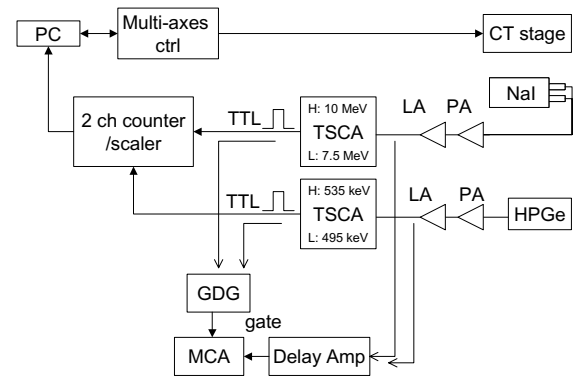 PC
Multi-axes
ctrl
CT stage
NaI
2 ch counter
/scaler
TTL
H: 10 MeV
TSCA
L: 7.5 MeV
LA
PA
TTL
H: 535 keV
TSCA
L: 495 keV
LA
PA
HPGe
GDG
gate
MCA
Delay Amp